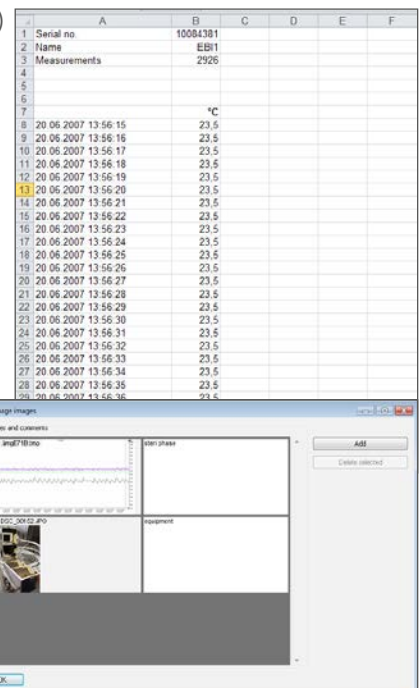 )
A B C D E F
1 Serial no. 10084381
2 Name EBI1
3 Measurements 2926
4
5
6
7 °C
8 20.06.2007 13:56:15 23,5
9 20.06.2007 13:56:16 23,5
10 20.06.2007 13:56:17 23,5
11 20.06.2007 13:56:18 23,5
12 20.06.2007 13:56:19 23,5
13 20.06.2007 13:56:20 23,5
14 20.06.2007 13:56:21 23,5
15 20.06.2007 13:56:22 23,5
16 20.06.2007 13:56:23 23,5
17 20.06.2007 13:56:24 23,5
18 20.06.2007 13:56:25 23,5
19 20.06.2007 13:56:26 23,5
20 20.06.2007 13:56:27 23,5
21 20.06.2007 13:56:28 23,5
22 20.06.2007 13:56:29 23,5
23 20.06.2007 13:56:30 23,5
24 20.06.2007 13:56:31 23,5
25 20.06.2007 13:56:32 23,5
26 20.06.2007 13:56:33 23,5
27 20.06.2007 13:56:34 23,5
28 20.06.2007 13:56:35 23,5
29 20.06.2007 13:56:36 23,5
images
and comments
steri phase
Add
Delete selected
equipment